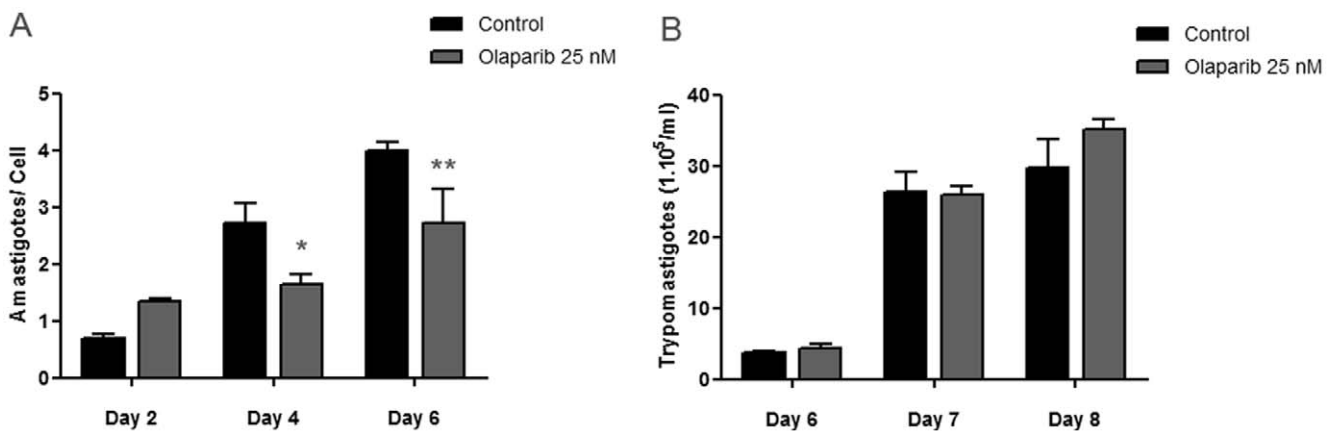 A
Control
Olaparib 25 nM
Amastigotes/ Cell
5
4
3
2
1
0
*
**
Day 2 Day 4 Day 6
B
Control
Olaparib 25 nM
Trypomastigotes (1.10⁵/ml)
40
30
20
10
0
Day 6 Day 7 Day 8